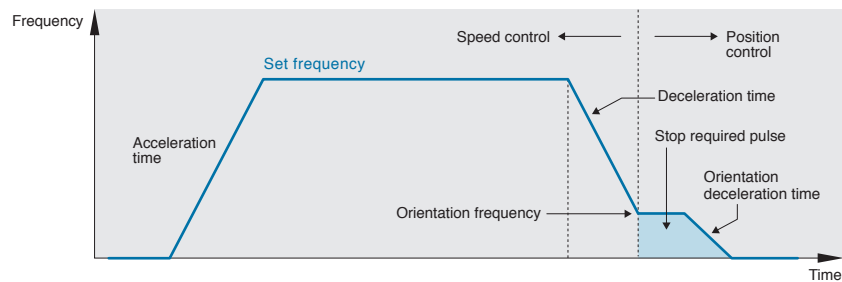 Frequency
Speed control
Position
control
Set frequency
Deceleration time
Acceleration
time
Stop required pulse
Orientation
deceleration time
Orientation frequency
Time